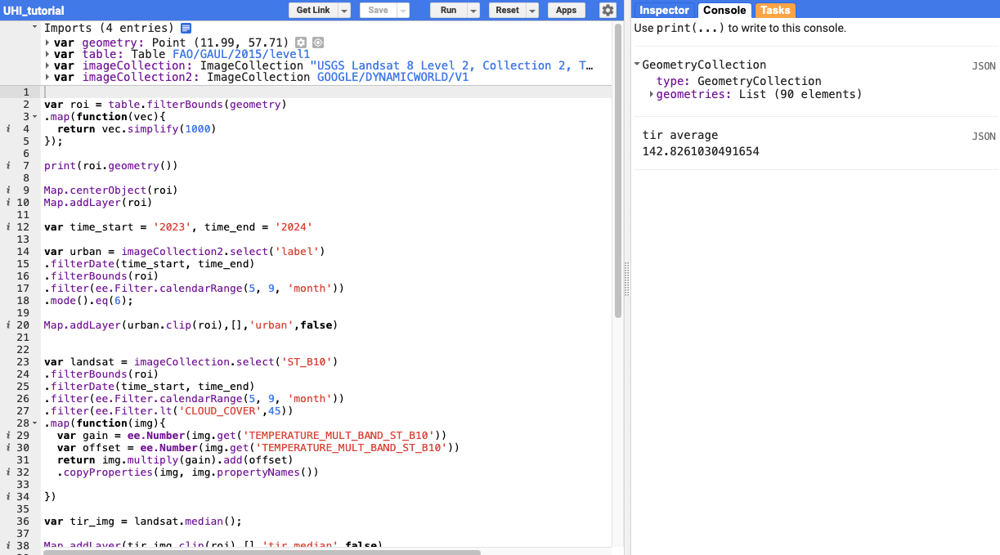 UHI_tutorial
Get Link
Save
Run
Reset
Apps
Imports (4 entries)
var geometry: Point (11.99, 57.71)
var table: Table FAO/GAUL/2015/level1
var imageCollection: ImageCollection "USGS Landsat 8 Level 2, Collection 2, T…
var imageCollection2: ImageCollection GOOGLE/DYNAMICWORLD/V1
1
2 var roi = table.filterBounds(geometry)
3 .map(function(vec){
i 4   return vec.simplify(1000)
5 });
6
i 7 print(roi.geometry())
8
i 9 Map.centerObject(roi)
i 10 Map.addLayer(roi)
11
i 12 var time_start = '2023', time_end = '2024'
13
14 var urban = imageCollection2.select('label')
15 .filterDate(time_start, time_end)
16 .filterBounds(roi)
17 .filter(ee.Filter.calendarRange(5, 9, 'month'))
18 .mode().eq(6);
19
i 20 Map.addLayer(urban.clip(roi),[],'urban',false)
21
22
23 var landsat = imageCollection.select('ST_B10')
24 .filterBounds(roi)
25 .filterDate(time_start, time_end)
26 .filter(ee.Filter.calendarRange(5, 9, 'month'))
27 .filter(ee.Filter.lt('CLOUD_COVER',45))
28 .map(function(img){
i 29   var gain = ee.Number(img.get('TEMPERATURE_MULT_BAND_ST_B10'))
i 30   var offset = ee.Number(img.get('TEMPERATURE_MULT_BAND_ST_B10'))
31   return img.multiply(gain).add(offset)
i 32   .copyProperties(img, img.propertyNames())
33
i 34 })
35
36 var tir_img = landsat.median();
37
i 38 Map.addLayer(tir_img.clip(roi),[],'tir median',false)
Inspector
Console
Tasks
Use print(...) to write to this console.
GeometryCollection
JSON
type: GeometryCollection
geometries: List (90 elements)
tir average
JSON
142.8261030491654